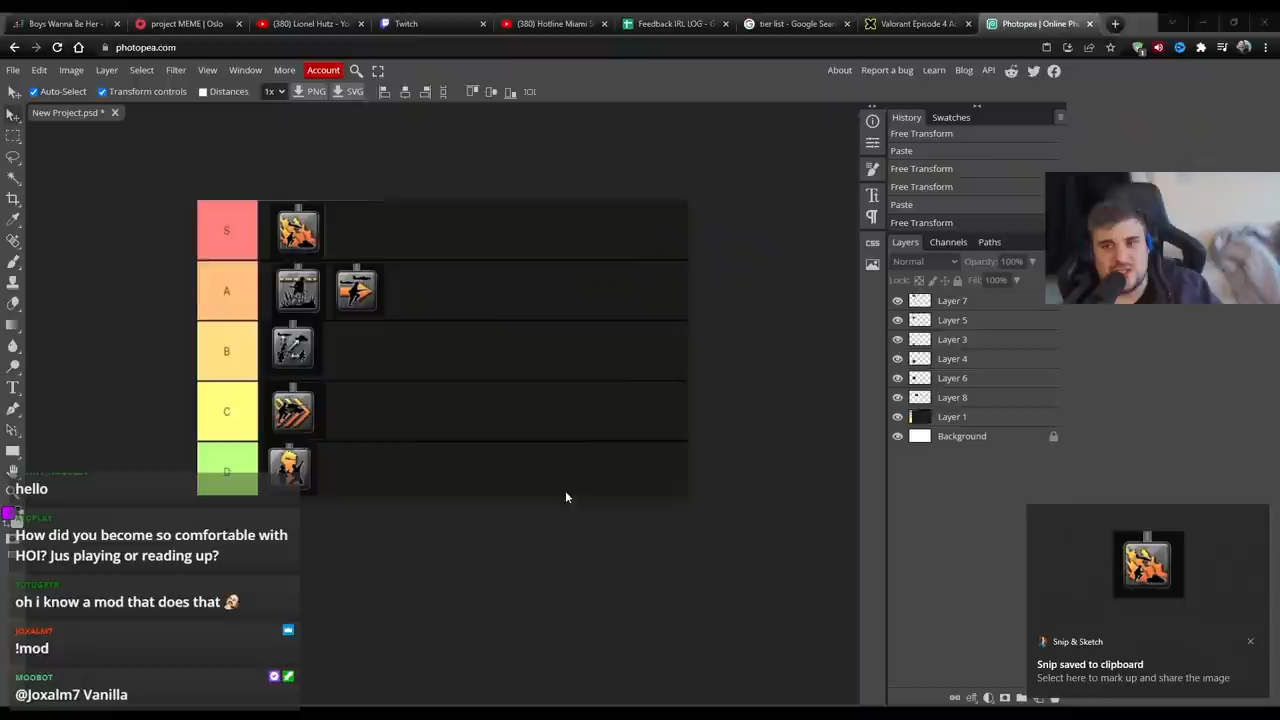 Boys Wanna Be Her -
project MEME | Oslo
(380) Lionel Hutz - Yo
Twitch
(380) Hotline Miami S
Feedback IRL LOG - G
tier list - Google Sear
Valorant Episode 4 A
Photopea | Online Ph
photopea.com
File Edit Image Layer Select Filter View Window More Account
About Report a bug Learn Blog API
Auto-Select Transform controls Distances 1x PNG SVG
New Project.psd *
History Swatches
Free Transform
Paste
Free Transform
Free Transform
Paste
Free Transform
CSS
Layers Channels Paths
Normal Opacity: 100%
Lock: Fill: 100%
Layer 7
Layer 5
Layer 3
Layer 4
Layer 6
Layer 8
Layer 1
Background
S
A
B
C
D
hello
How did you become so comfortable with
HOI? Jus playing or reading up?
oh i know a mod that does that
JOXALM7
!mod
MOOBOT
@Joxalm7 Vanilla
Snip & Sketch
Snip saved to clipboard
Select here to mark up and share the image
eff